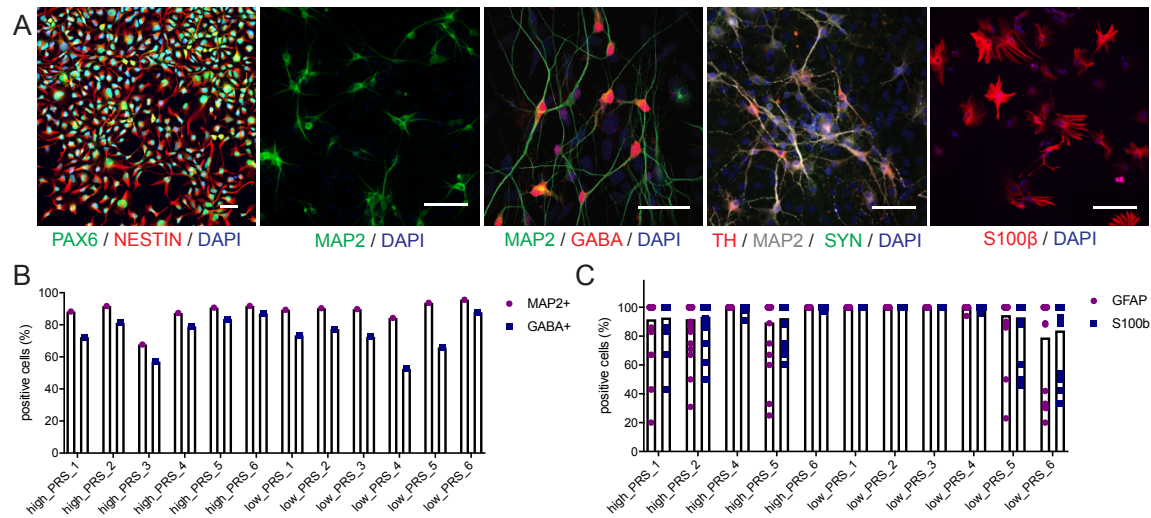 A
PAX6 / NESTIN / DAPI
MAP2 / DAPI
MAP2 / GABA / DAPI
TH / MAP2 / SYN / DAPI
S100β / DAPI
B
positive cells (%)
100
80
60
40
20
0
high_PRS_1
high_PRS_2
high_PRS_3
high_PRS_4
high_PRS_5
high_PRS_6
low_PRS_1
low_PRS_2
low_PRS_3
low_PRS_4
low_PRS_5
low_PRS_6
MAP2+
GABA+
C
positive cells (%)
100
80
60
40
20
0
high_PRS_1
high_PRS_2
high_PRS_4
high_PRS_5
high_PRS_6
low_PRS_1
low_PRS_2
low_PRS_3
low_PRS_4
low_PRS_5
low_PRS_6
GFAP
S100b